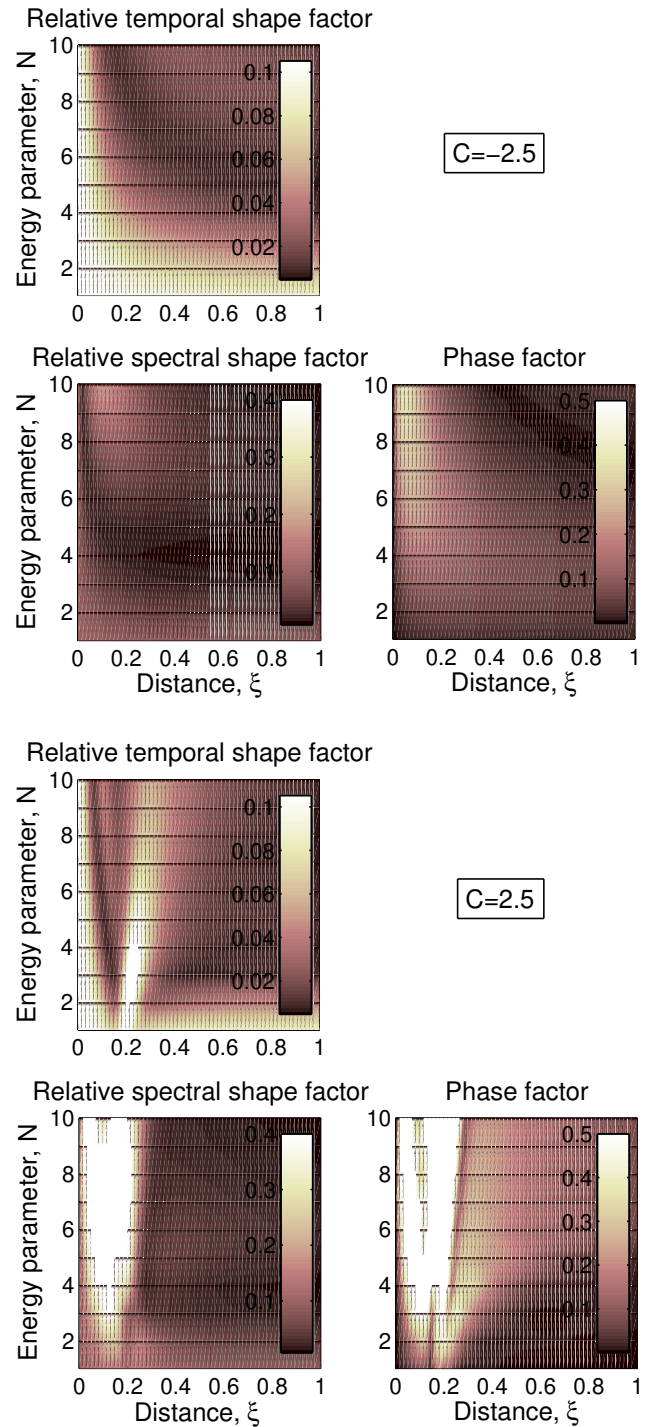 Relative temporal shape factor
Energy parameter, N
10
8
6
4
2
0 0.2 0.4 0.6 0.8 1
0.1
0.08
0.06
0.04
0.02
C=−2.5
Relative spectral shape factor
Energy parameter, N
10
8
6
4
2
0 0.2 0.4 0.6 0.8 1
Distance, ξ
0.4
0.3
0.2
0.1
Phase factor
10
8
6
4
2
0 0.2 0.4 0.6 0.8 1
Distance, ξ
0.5
0.4
0.3
0.2
0.1
Relative temporal shape factor
Energy parameter, N
10
8
6
4
2
0 0.2 0.4 0.6 0.8 1
0.1
0.08
0.06
0.04
0.02
C=2.5
Relative spectral shape factor
Energy parameter, N
10
8
6
4
2
0 0.2 0.4 0.6 0.8 1
Distance, ξ
0.4
0.3
0.2
0.1
Phase factor
10
8
6
4
2
0 0.2 0.4 0.6 0.8 1
Distance, ξ
0.5
0.4
0.3
0.2
0.1